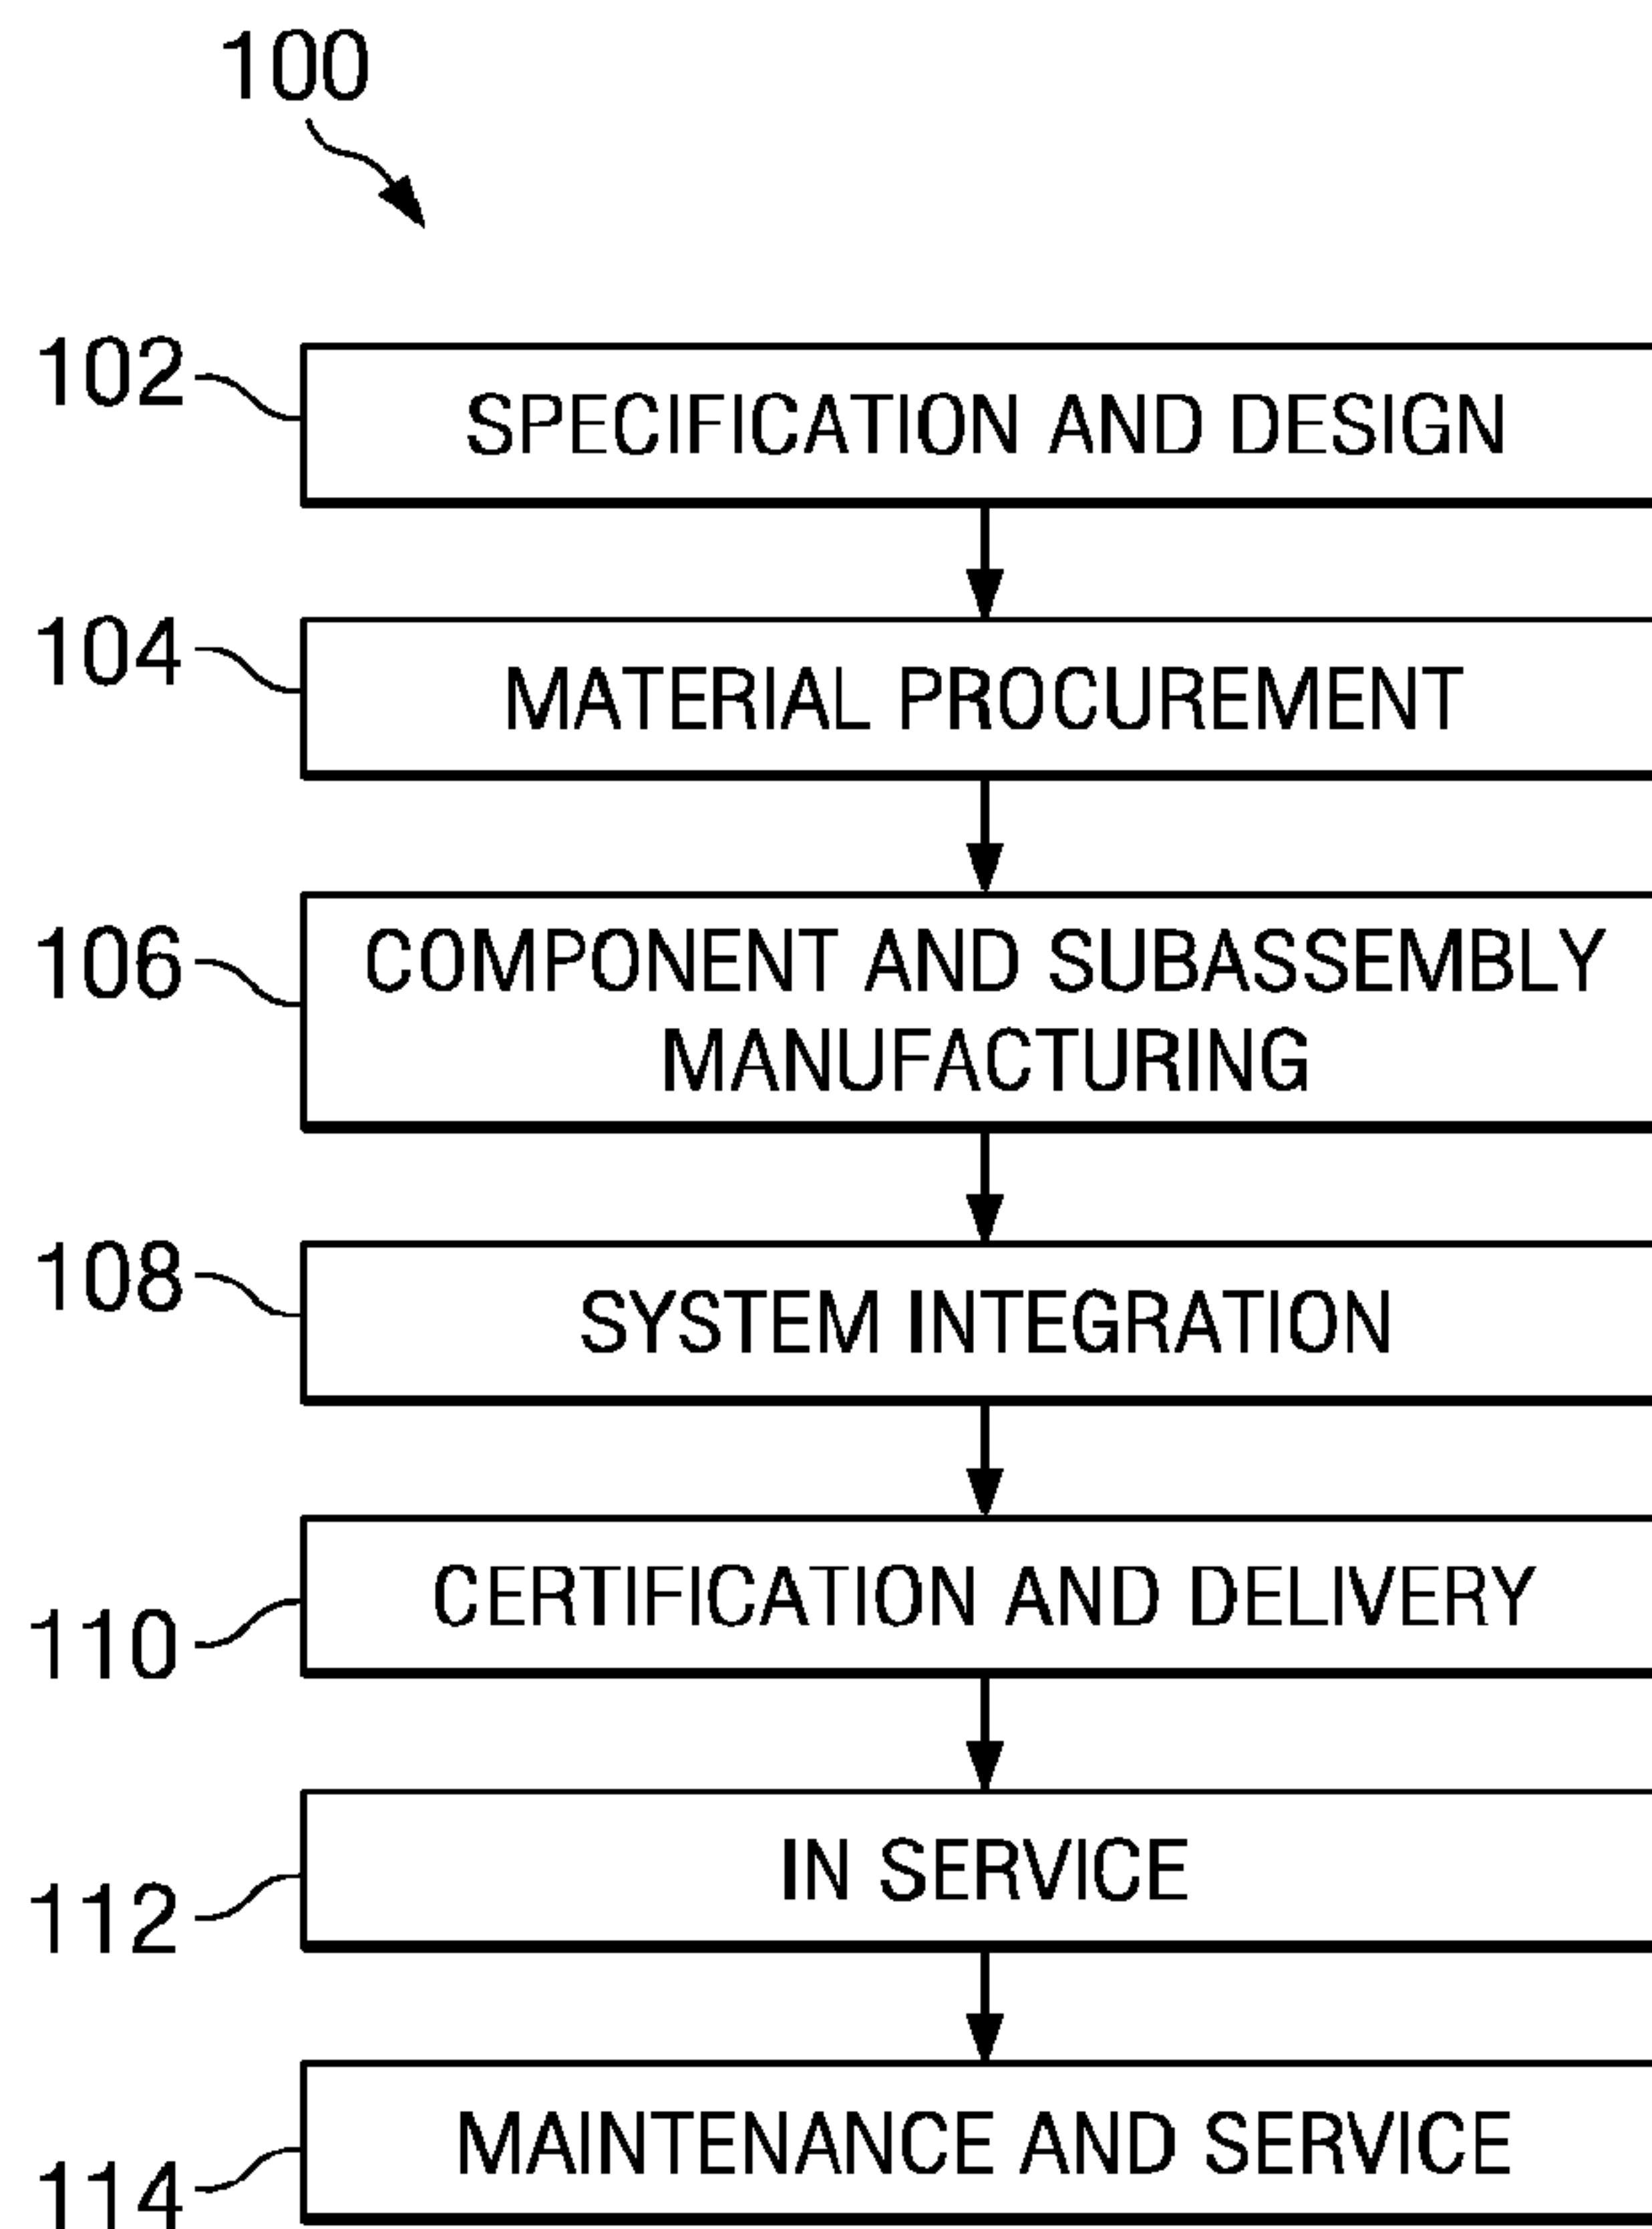 100
102
SPECIFICATION AND DESIGN
104
MATERIAL PROCUREMENT
106
COMPONENT AND SUBASSEMBLY
MANUFACTURING
108
SYSTEM INTEGRATION
110
CERTIFICATION AND DELIVERY
112
IN SERVICE
114
MAINTENANCE AND SERVICE